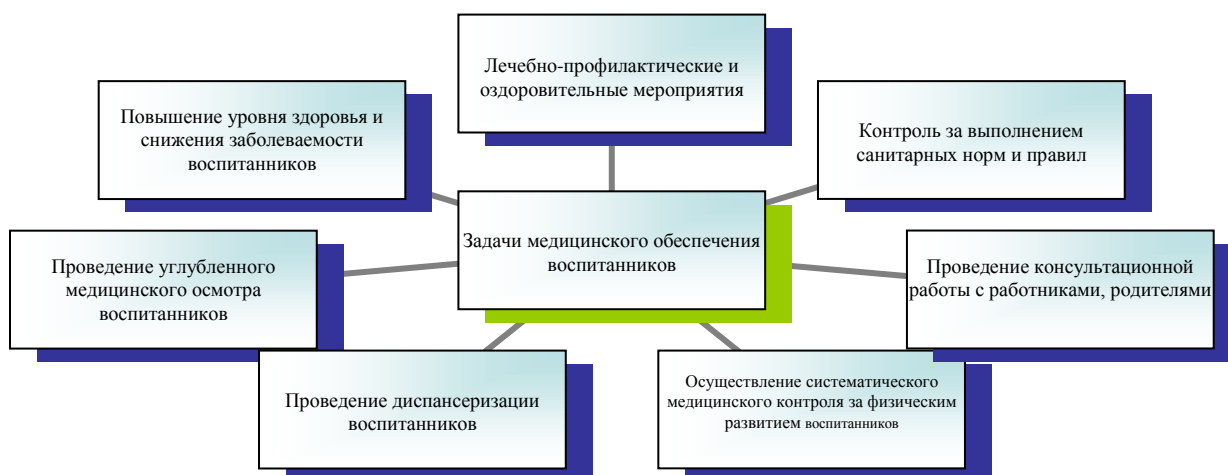 Лечебно-профилактические и
оздоровительные мероприятия
Повышение уровня здоровья и
снижения заболеваемости
воспитанников
Контроль за выполнением
санитарных норм и правил
Задачи медицинского обеспечения
воспитанников
Проведение углубленного
медицинского осмотра
воспитанников
Проведение консультационной
работы с работниками, родителями
Проведение диспансеризации
воспитанников
Осуществление систематического
медицинского контроля за физическим
развитием воспитанников